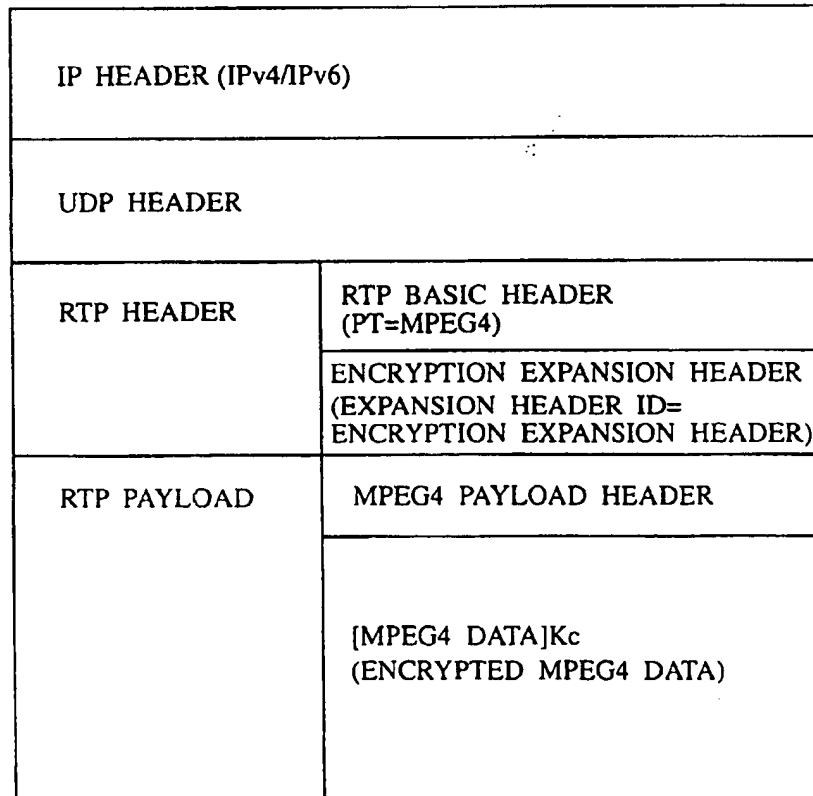 IP HEADER (IPv4/IPv6)
UDP HEADER
RTP HEADER
RTP BASIC HEADER
(PT=MPEG4)
ENCRYPTION EXPANSION HEADER
(EXPANSION HEADER ID=
ENCRYPTION EXPANSION HEADER)
RTP PAYLOAD
MPEG4 PAYLOAD HEADER
[MPEG4 DATA]Kc
(ENCRYPTED MPEG4 DATA)